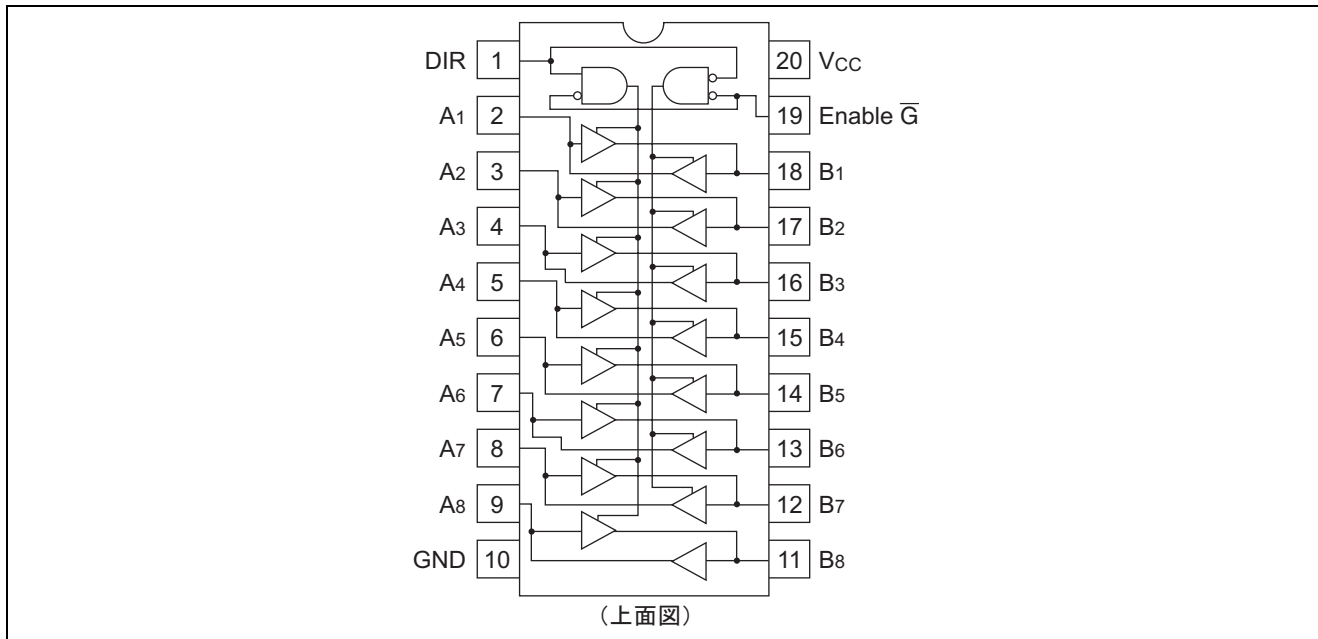 DIR 1 20 VCC
A1 2 19 Enable G̅
A2 3 18 B1
A3 4 17 B2
A4 5 16 B3
A5 6 15 B4
A6 7 14 B5
A7 8 13 B6
A8 9 12 B7
GND 10 11 B8
(上面図)